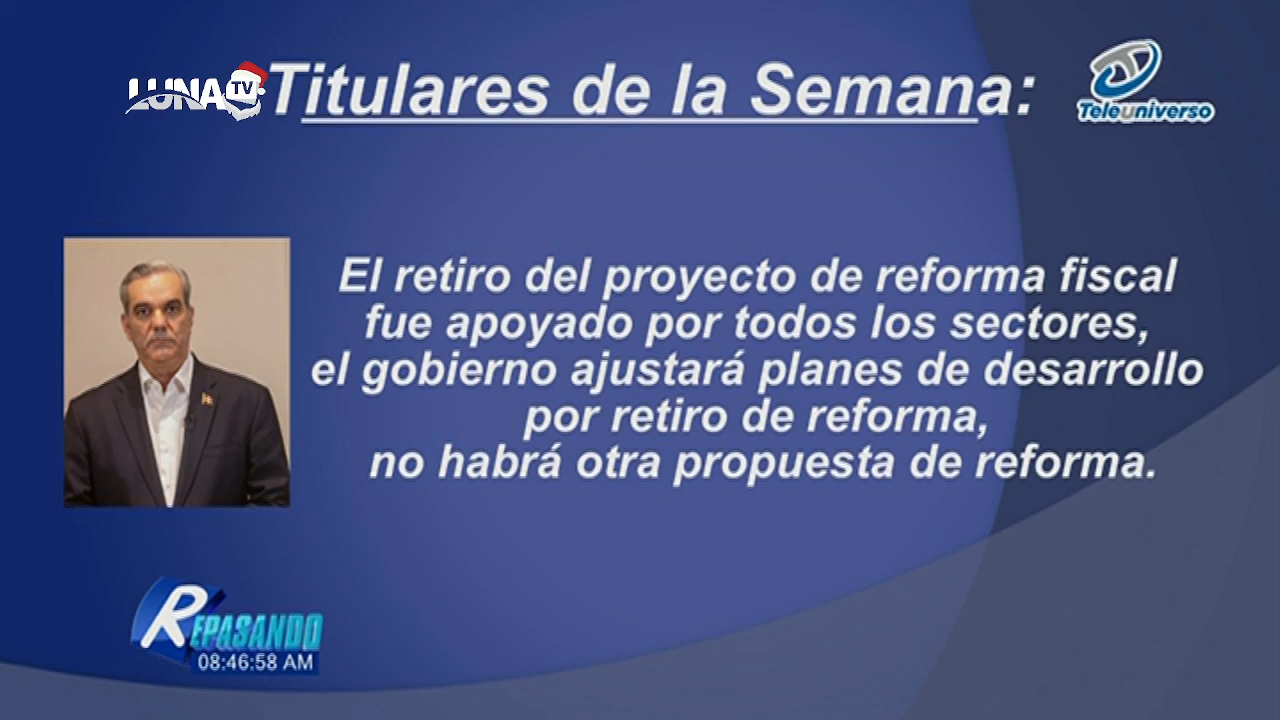 LUNA TV
Titulares de la Semana:
Teleuniverso
El retiro del proyecto de reforma fiscal
fue apoyado por todos los sectores,
el gobierno ajustará planes de desarrollo
por retiro de reforma,
no habrá otra propuesta de reforma.
REPASANDO
08:46:58 AM